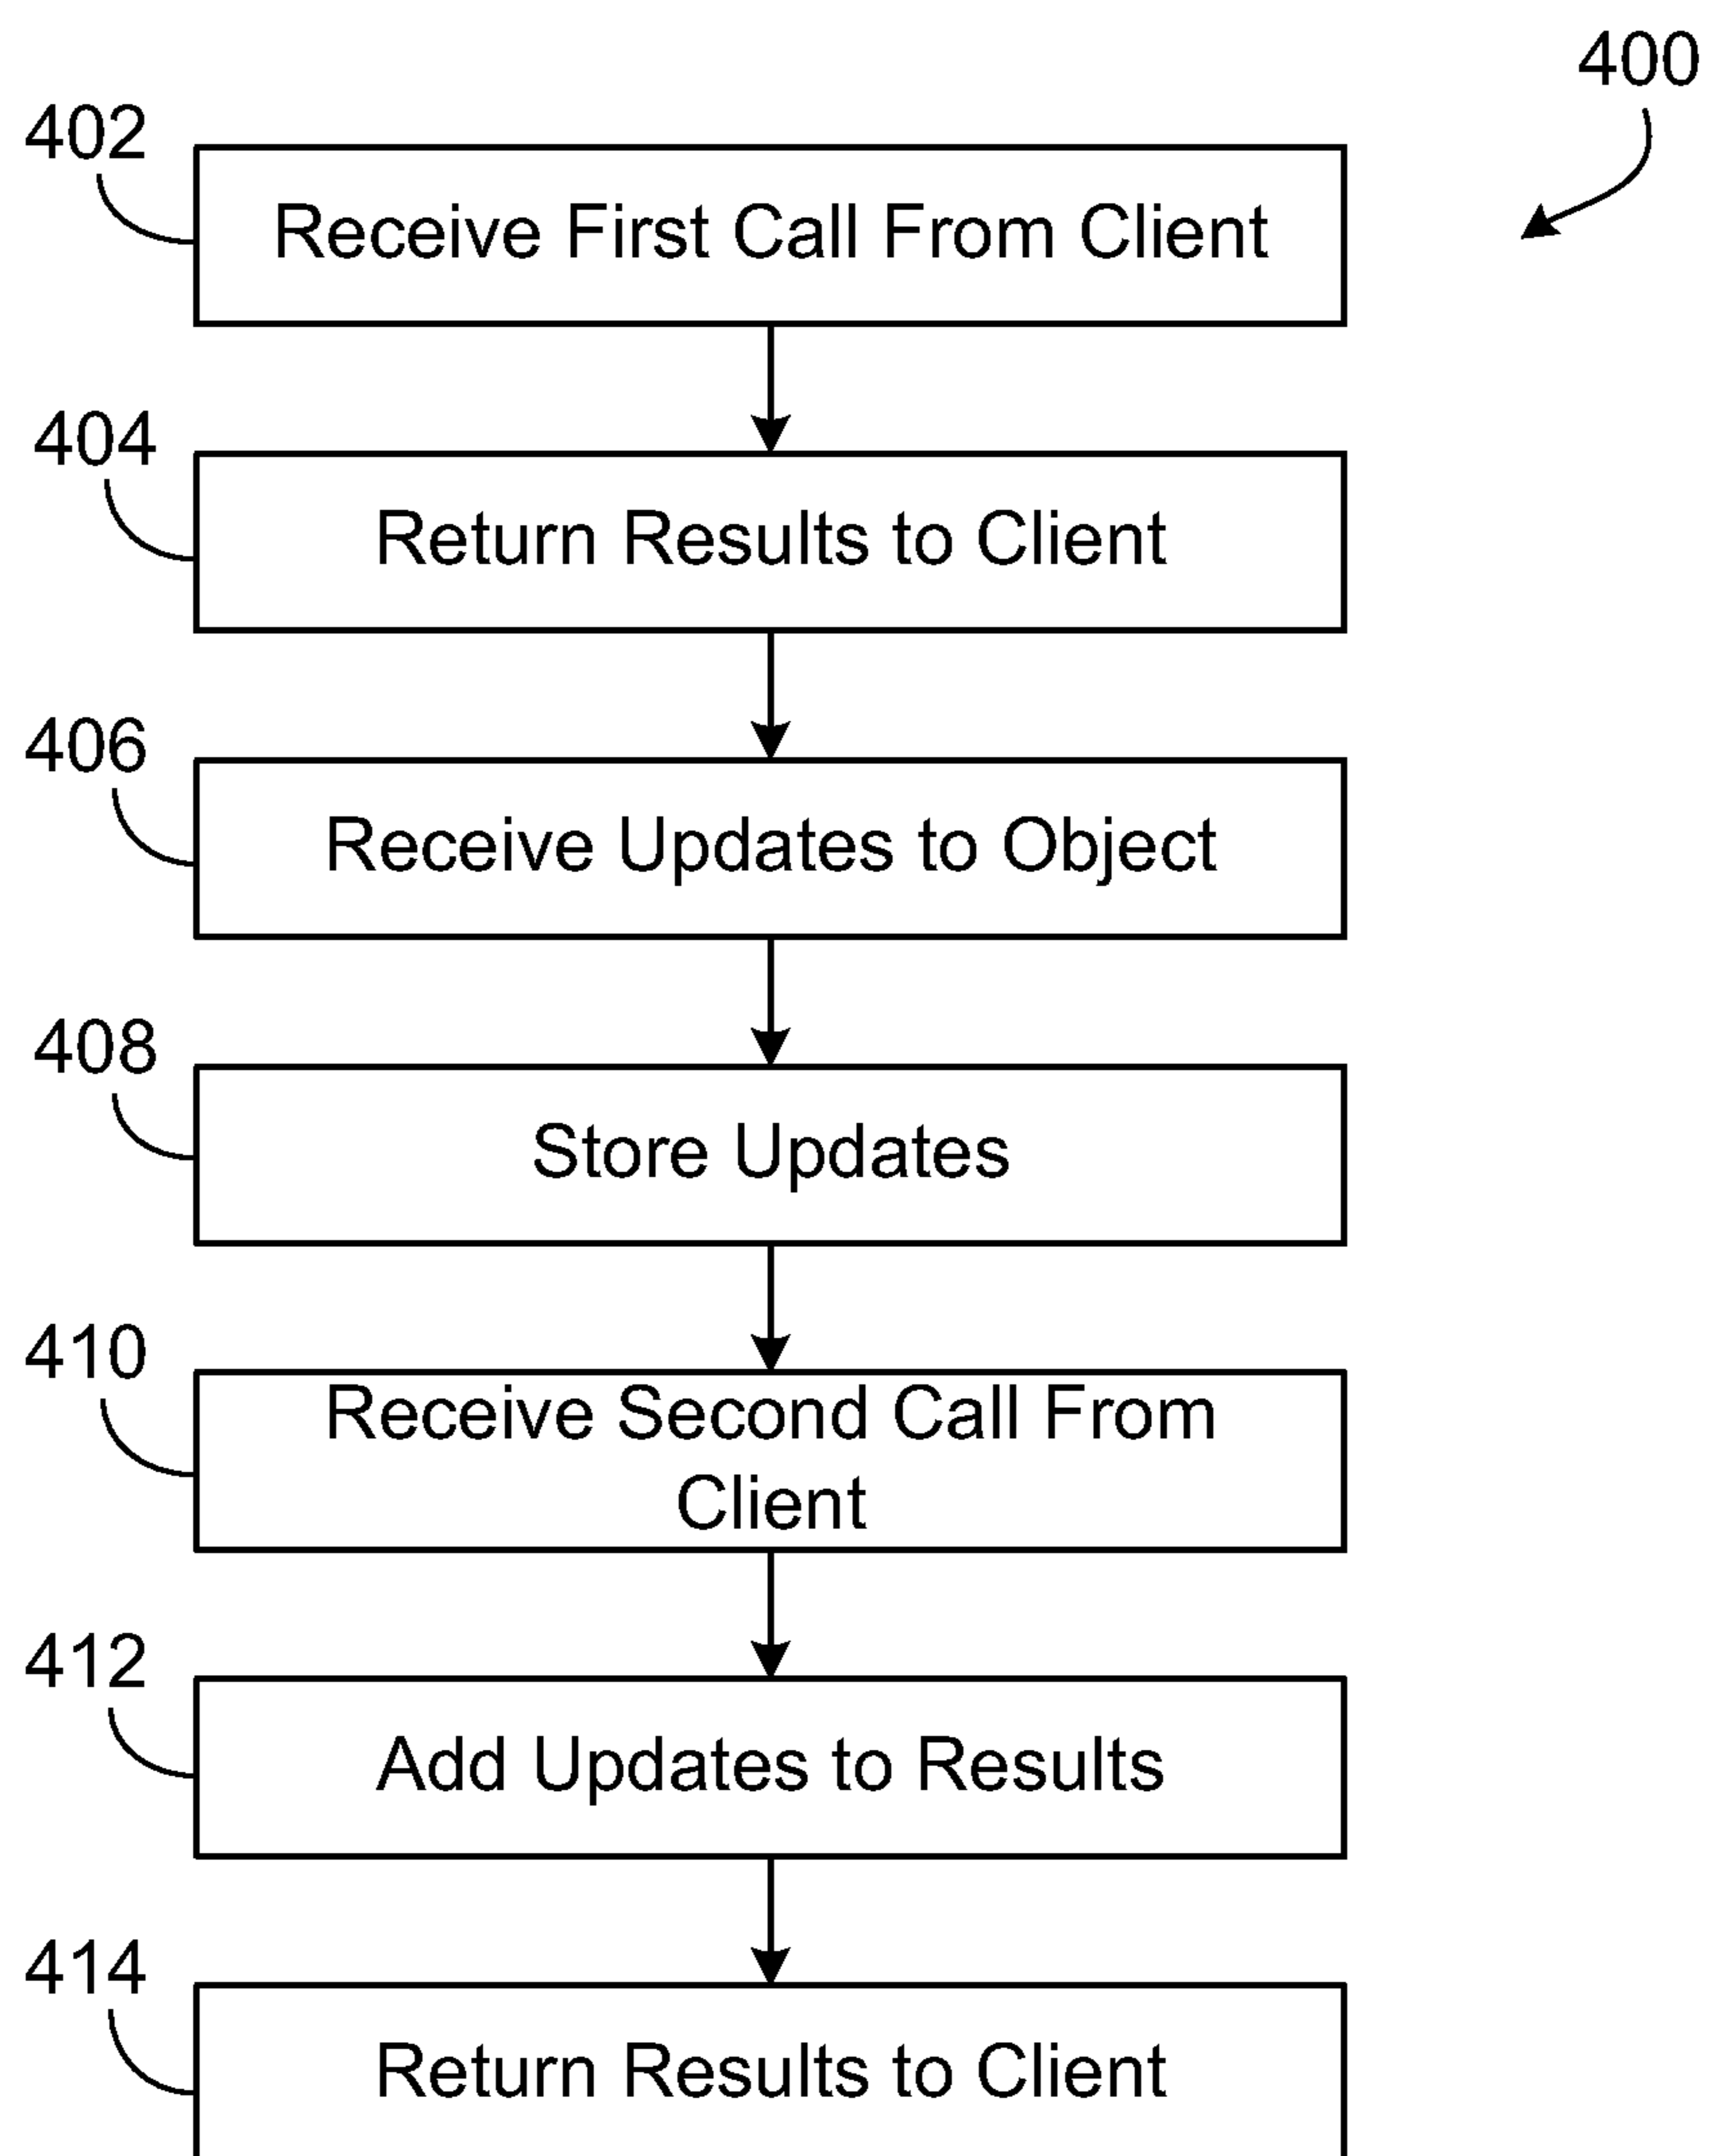 400
402
Receive First Call From Client
404
Return Results to Client
406
Receive Updates to Object
408
Store Updates
410
Receive Second Call From
Client
412
Add Updates to Results
414
Return Results to Client